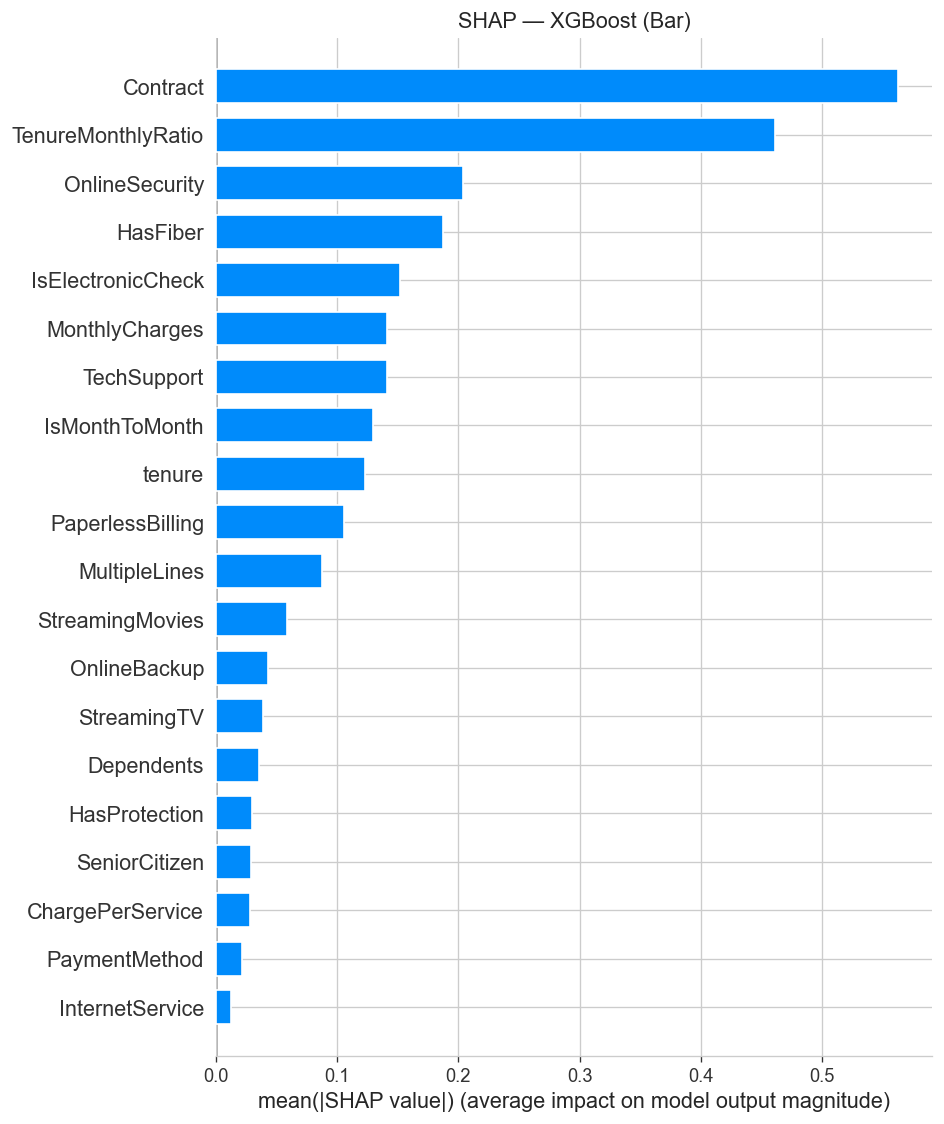 SHAP — XGBoost (Bar)
Contract
TenureMonthlyRatio
OnlineSecurity
HasFiber
IsElectronicCheck
MonthlyCharges
TechSupport
IsMonthToMonth
tenure
PaperlessBilling
MultipleLines
StreamingMovies
OnlineBackup
StreamingTV
Dependents
HasProtection
SeniorCitizen
ChargePerService
PaymentMethod
InternetService
0.0 0.1 0.2 0.3 0.4 0.5
mean(|SHAP value|) (average impact on model output magnitude)